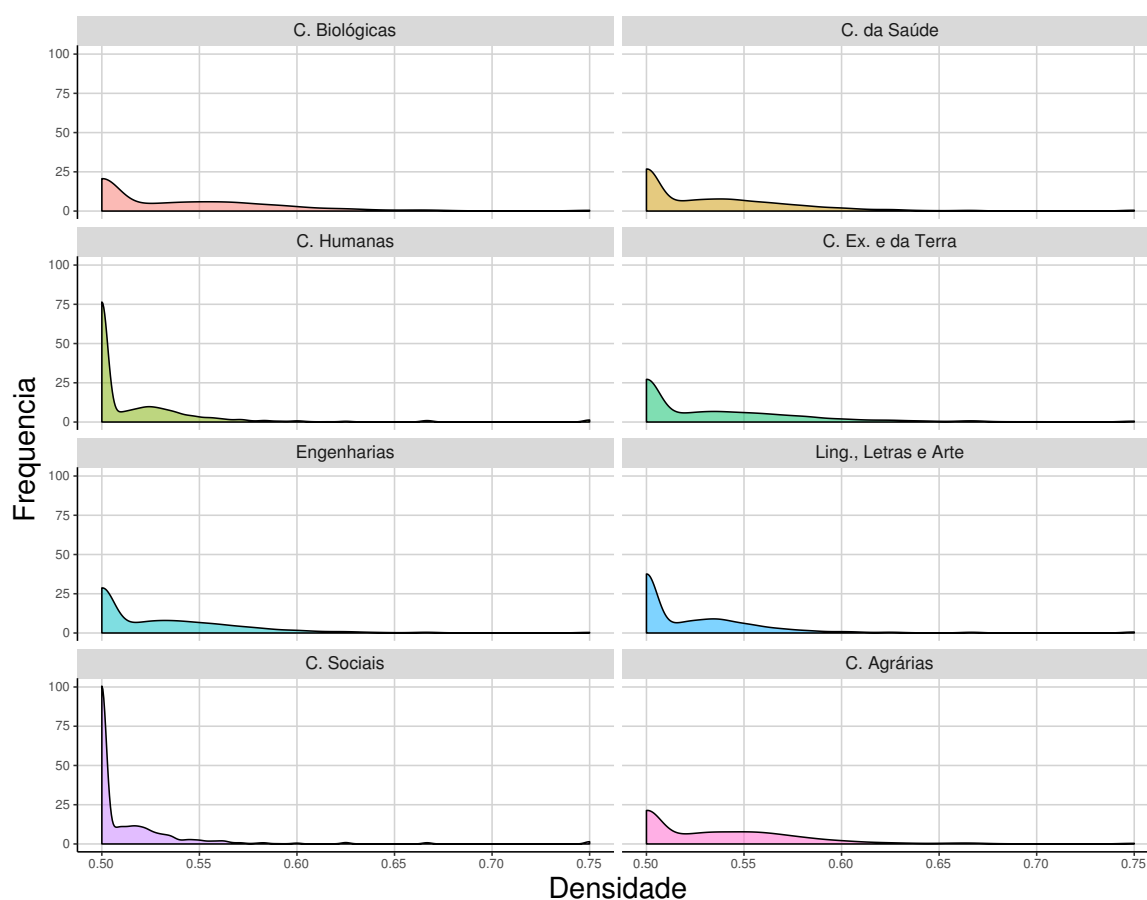 C. Biológicas
C. da Saúde
100
75
50
25
0
C. Humanas
C. Ex. e da Terra
100
75
50
25
0
Engenharias
Ling., Letras e Arte
100
75
50
25
0
C. Sociais
C. Agrárias
100
75
50
25
0
0.50 0.55 0.60 0.65 0.70 0.75
0.50 0.55 0.60 0.65 0.70 0.75
Frequencia
Densidade